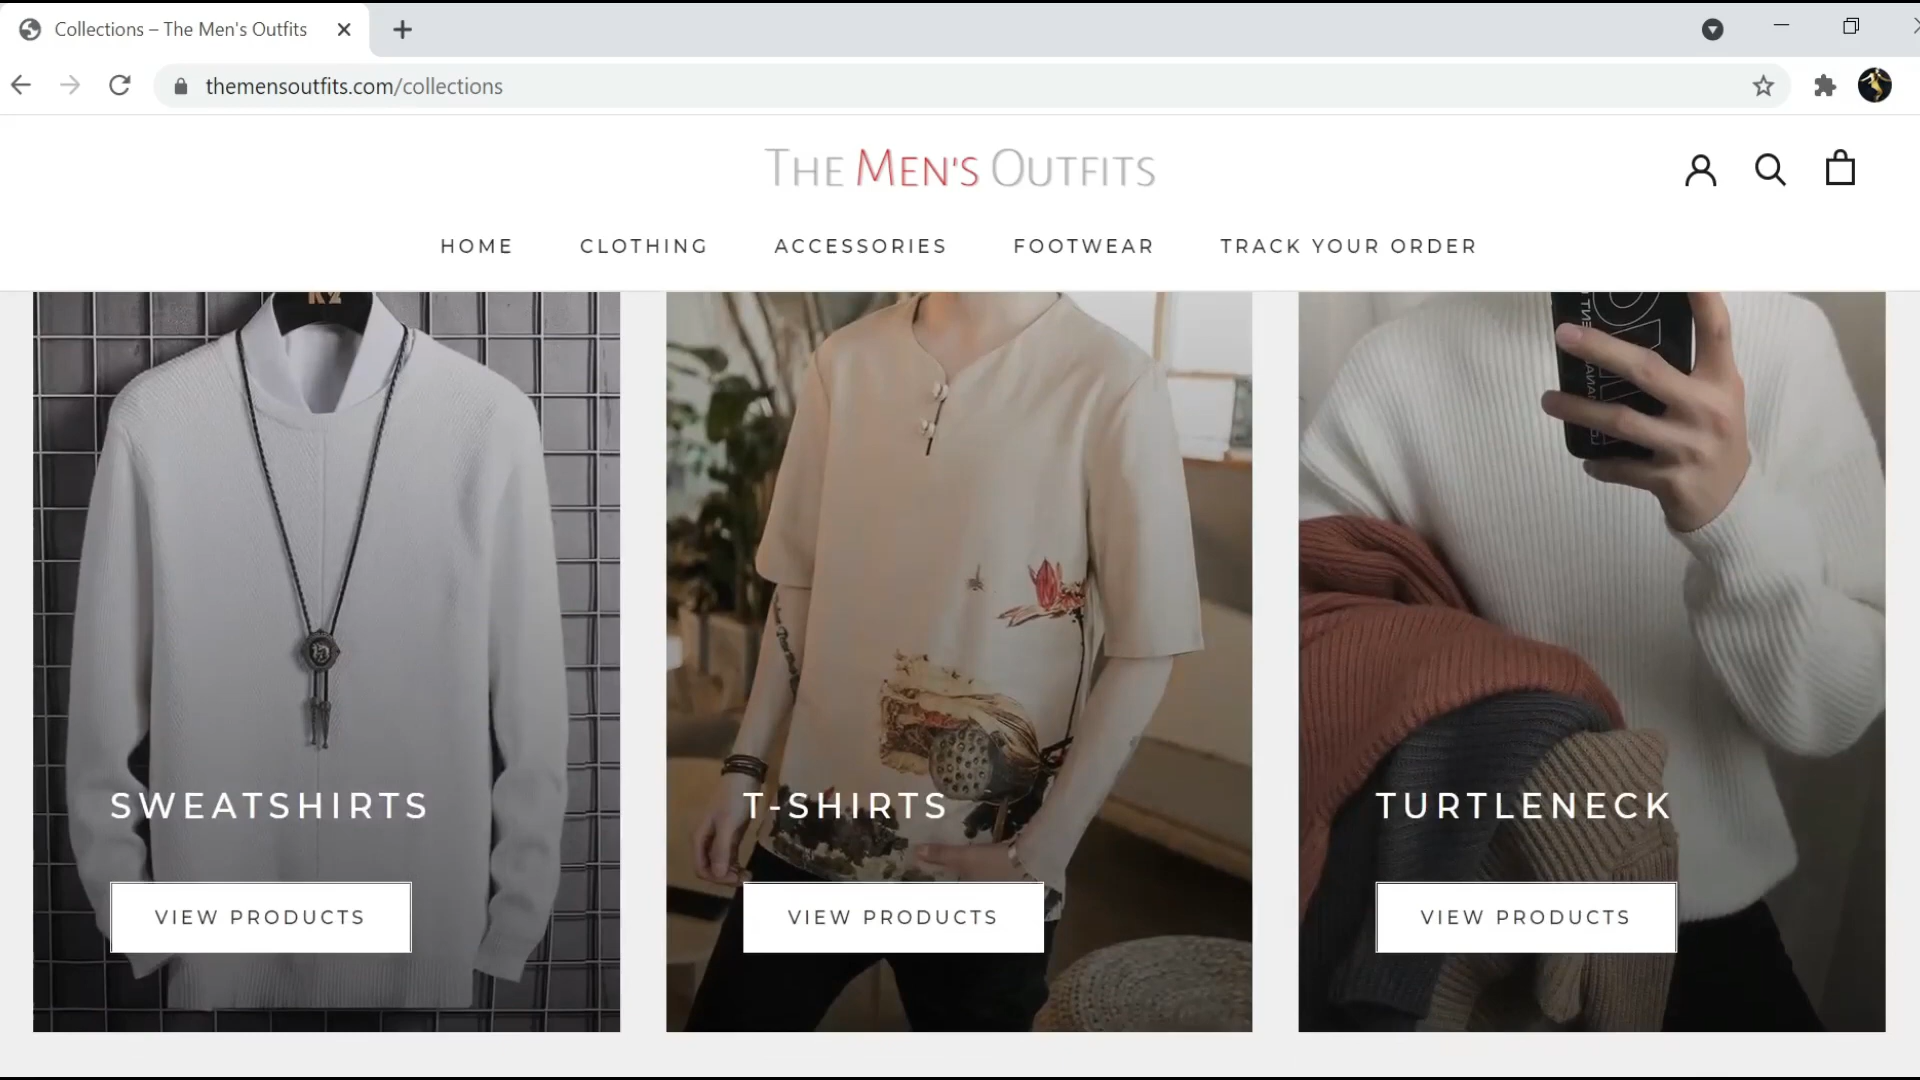 Collections – The Men's Outfits
themensoutfits.com/collections
THE MEN'S OUTFITS
HOME CLOTHING ACCESSORIES FOOTWEAR TRACK YOUR ORDER
SWEATSHIRTS T-SHIRTS TURTLENECK
VIEW PRODUCTS VIEW PRODUCTS VIEW PRODUCTS